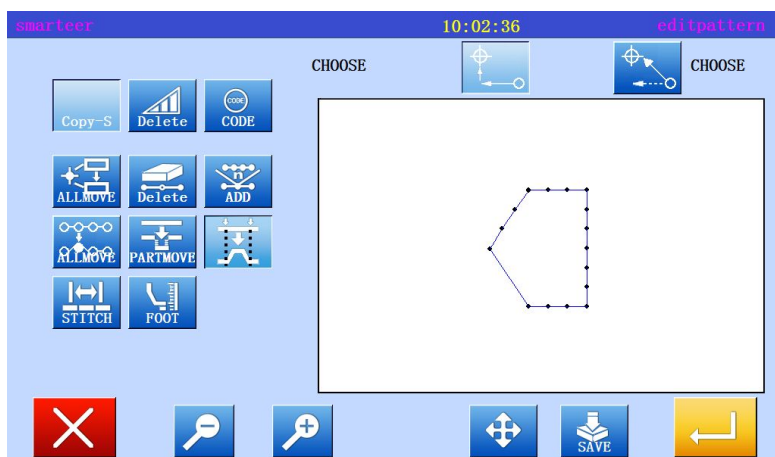 smarteer 10:02:36 editpattern
CHOOSE CHOOSE
Copy-S Delete CODE CODE
ALLMOVE Delete n ADD
ALLMOVE PARTMOVE
STITCH FOOT
SAVE